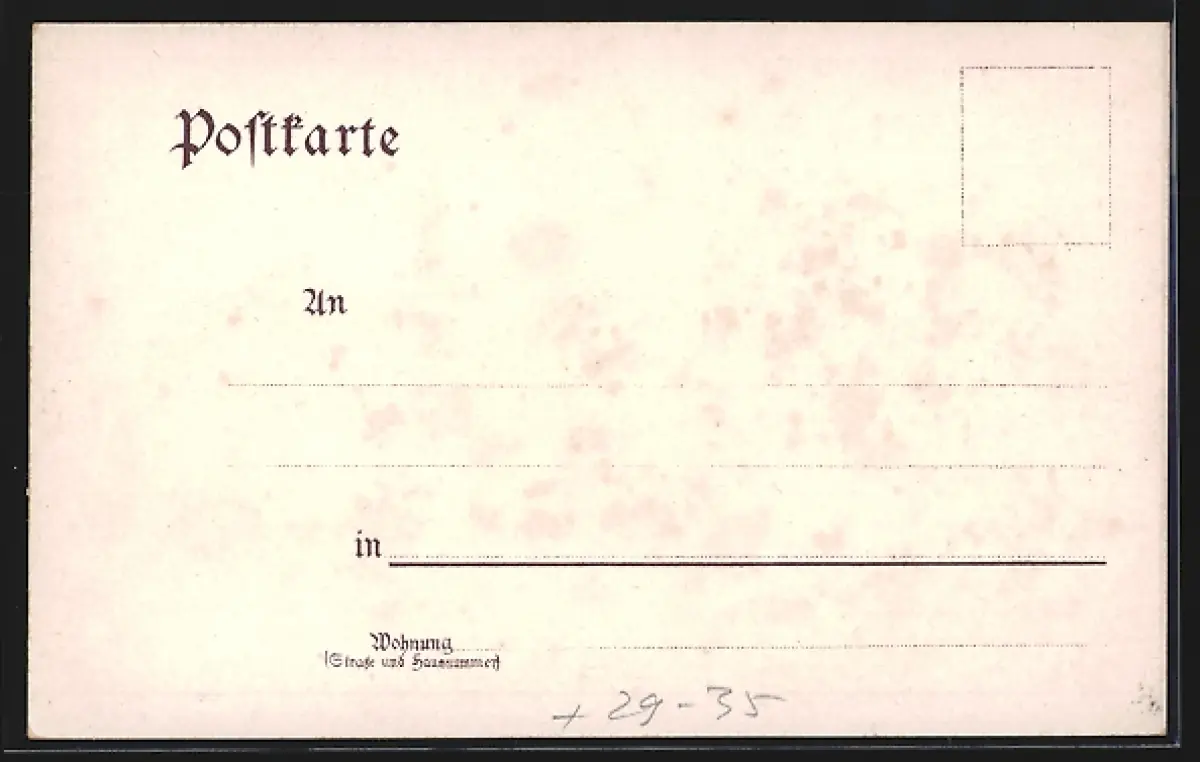 Postkarte
An
in
Wohnung
(Straße und Hausnummer)
+ 29-35